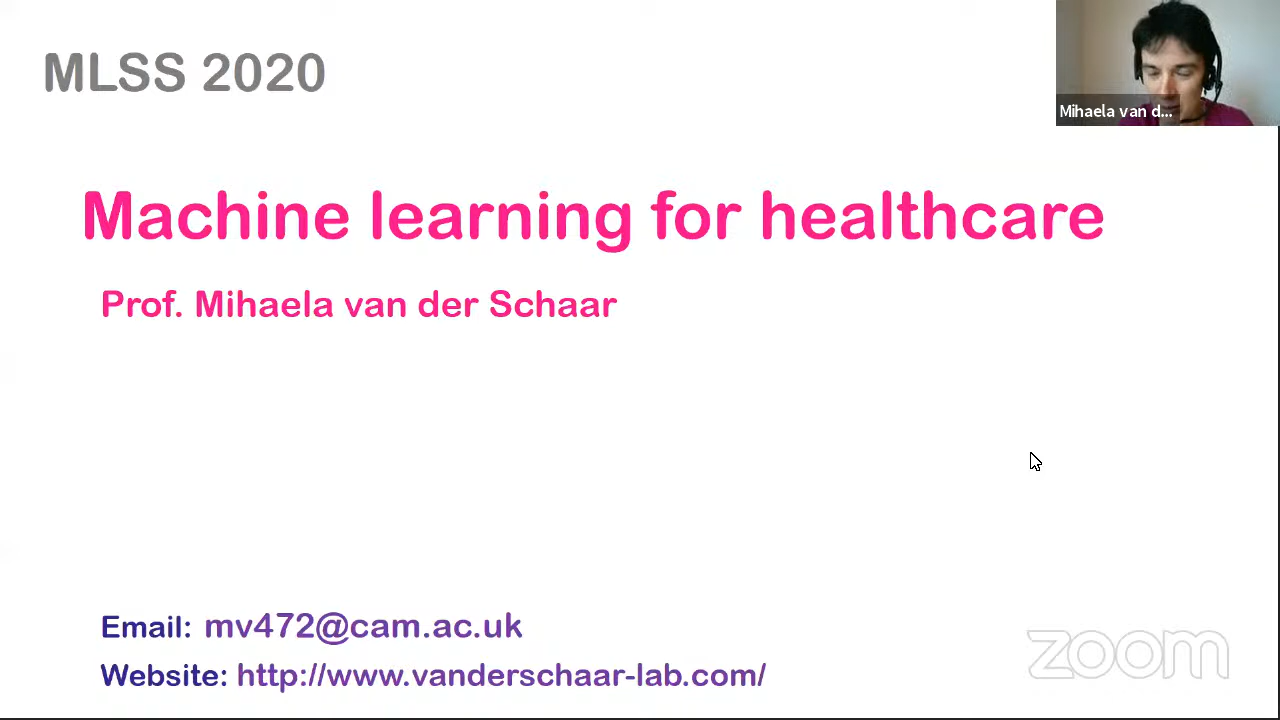 MLSS 2020
Mihaela van d...
Machine learning for healthcare
Prof. Mihaela van der Schaar
Email: mv472@cam.ac.uk
Website: http://www.vanderschaar-lab.com/
zoom